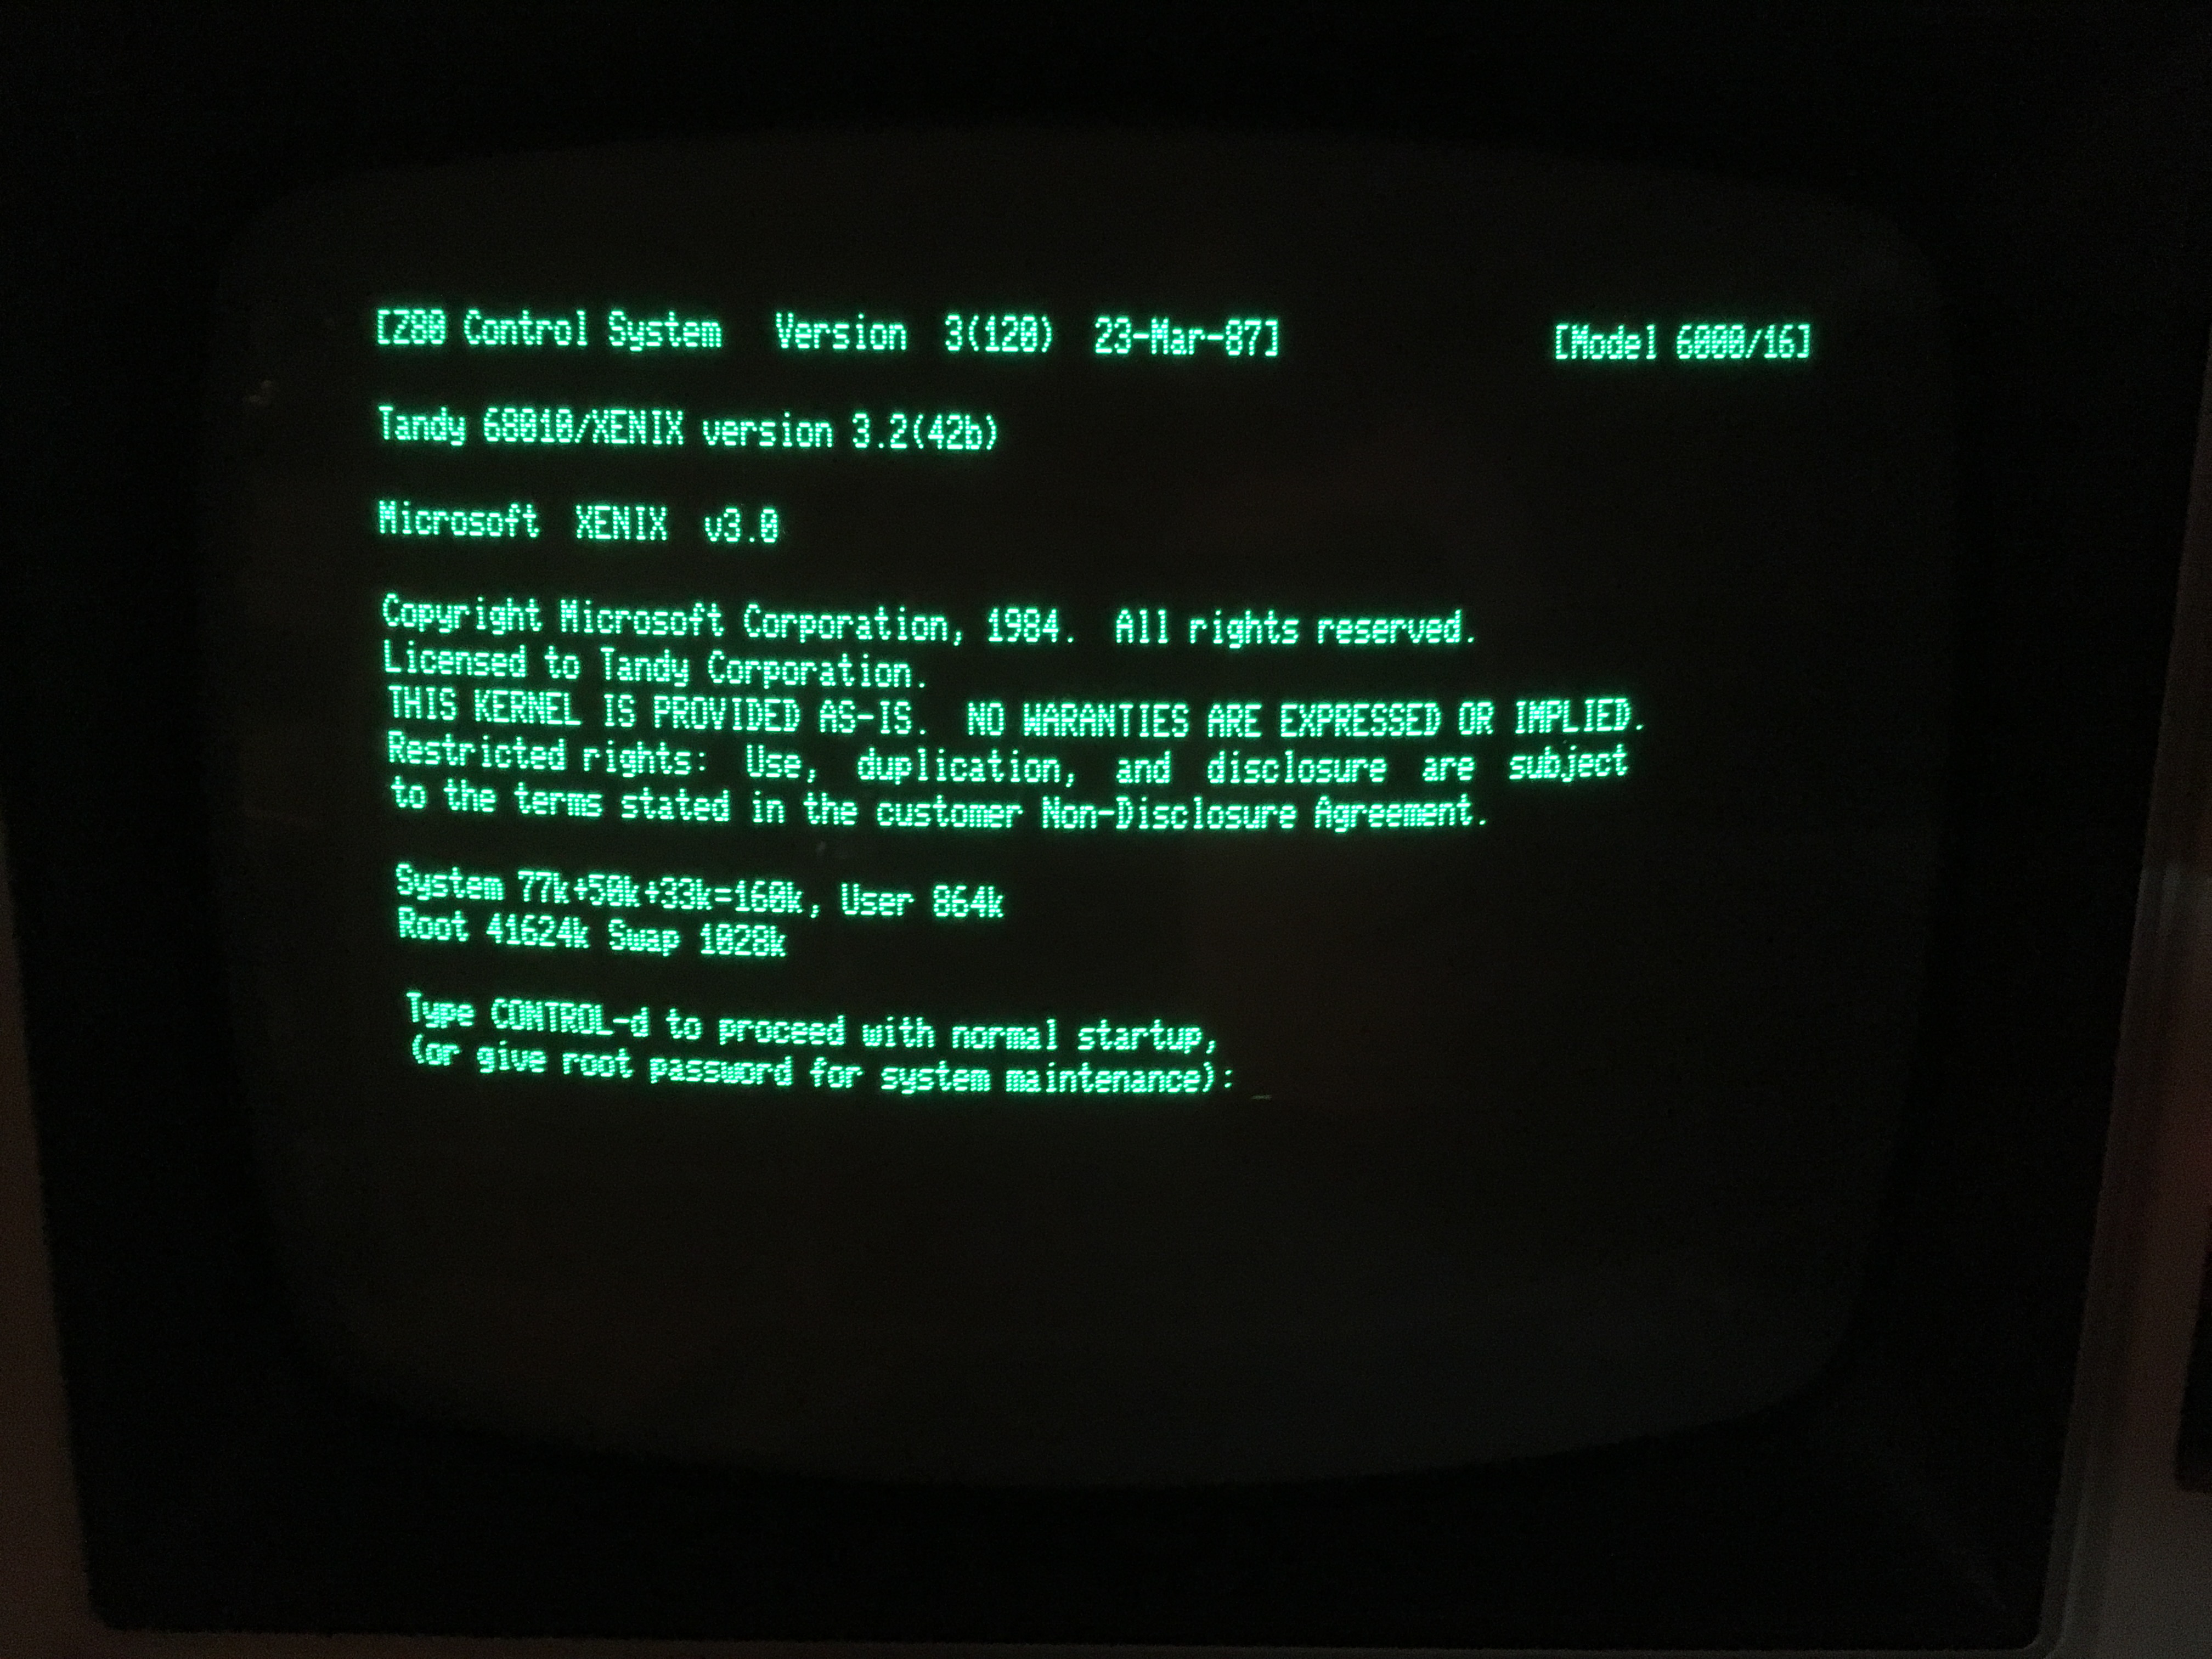 [Z80 Control System   Version  3(120)  23-Mar-87]               [Model 6000/16]
Tandy 68010/XENIX version 3.2(42b)
Microsoft  XENIX  v3.0
Copyright Microsoft Corporation, 1984.  All rights reserved.
Licensed to Tandy Corporation.
THIS KERNEL IS PROVIDED AS-IS.  NO WARANTIES ARE EXPRESSED OR IMPLIED.
Restricted rights:  Use,  duplication,  and  disclosure  are  subject
to the terms stated in the customer Non-Disclosure Agreement.
System 77k+50k+33k=160k, User 864k
Root 41624k Swap 1028k
Type CONTROL-d to proceed with normal startup,
(or give root password for system maintenance): _